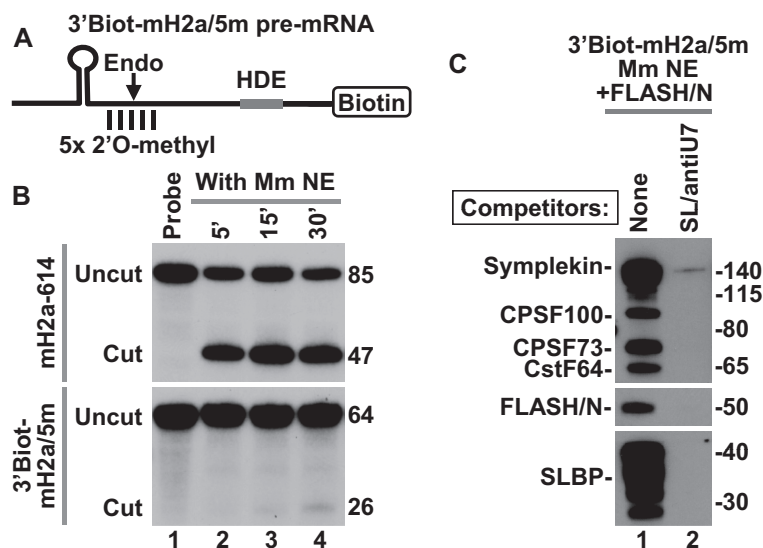 A
3'Biot-mH2a/5m pre-mRNA
Endo
HDE
Biotin
5x 2'O-methyl
B
With Mm NE
Probe
5'
15'
30'
mH2a-614
Uncut
85
Cut
47
3'Biot-
mH2a/5m
Uncut
64
Cut
26
1 2 3 4
C
3'Biot-mH2a/5m
Mm NE
+FLASH/N
Competitors:
None
SL/antiU7
Symplekin-
-140
-115
CPSF100-
-80
CPSF73-
-65
CstF64-
FLASH/N-
-50
-40
SLBP-
-30
1 2